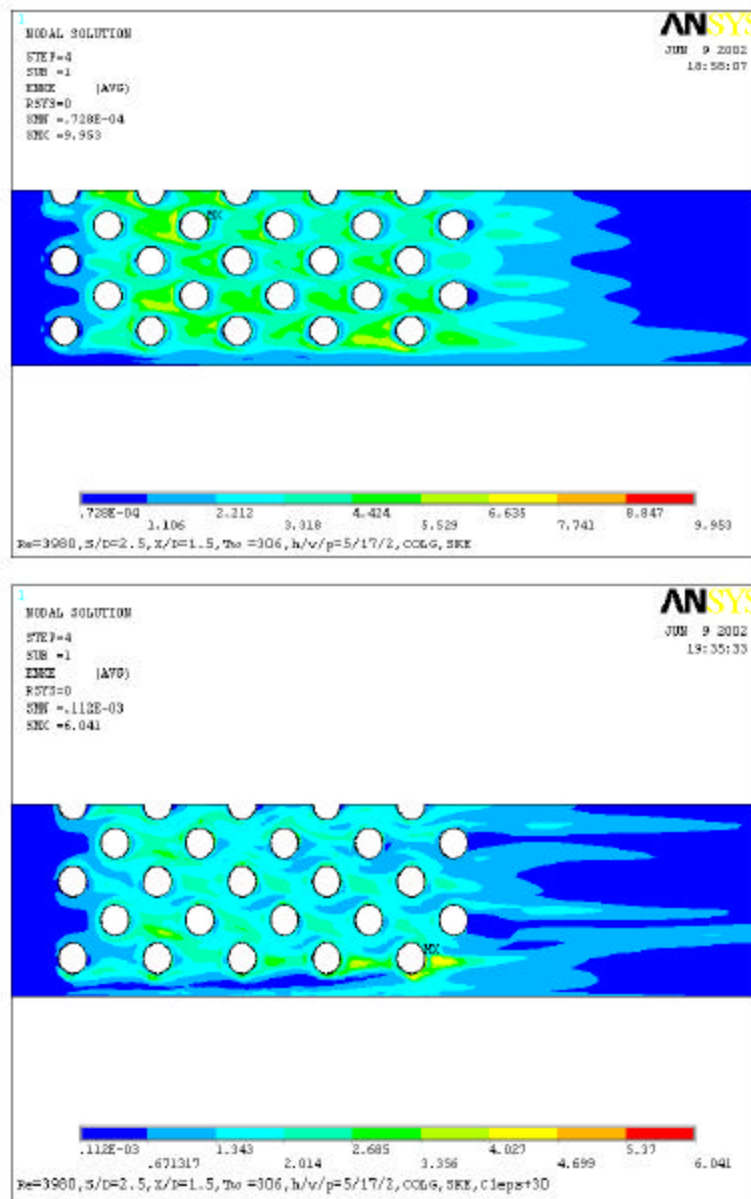 1
NODAL SOLUTION
STEP=4
SUB =1
ENKE (AVG)
RSYS=0
SMN =.728E-04
SMX =9.953
ANSYS
JUN 9 2002
18:58:07
MX
.728E-04 1.106 2.212 3.318 4.424 5.529 6.635 7.741 8.847 9.953
Re=3980,S/D=2.5,X/D=1.5,Tw =306,h/v/p=5/17/2,COLG,SKE
1
NODAL SOLUTION
STEP=4
SUB =1
ENKE (AVG)
RSYS=0
SMN =.112E-03
SMX =6.041
ANSYS
JUN 9 2002
19:35:33
MX
.112E-03 .671317 1.343 2.014 2.685 3.356 4.027 4.699 5.37 6.041
Re=3980,S/D=2.5,X/D=1.5,Tw =306,h/v/p=5/17/2,COLG,SKE,C1eps+30